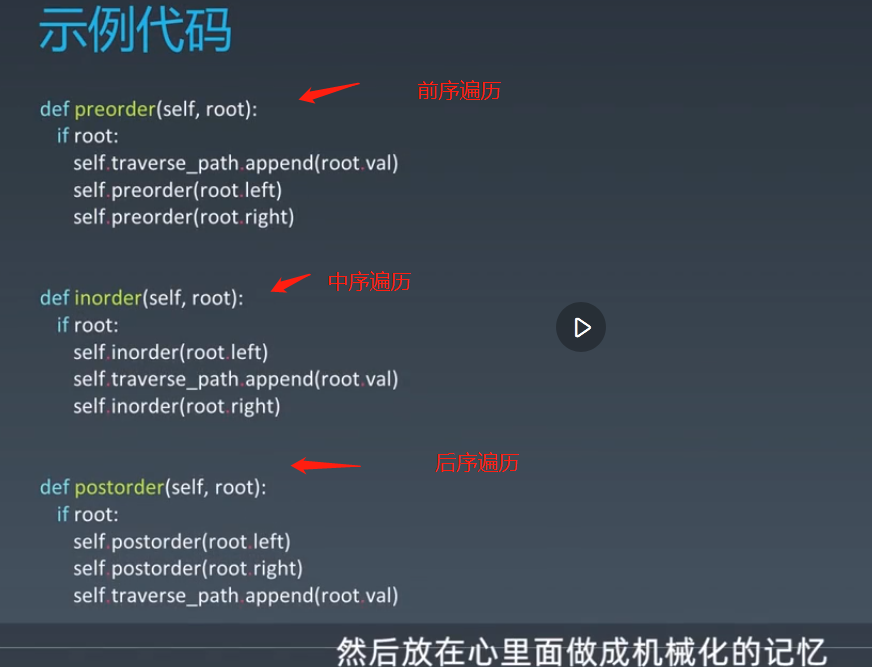 示例代码
前序遍历
def preorder(self, root):
if root:
self.traverse_path.append(root.val)
self.preorder(root.left)
self.preorder(root.right)
中序遍历
def inorder(self, root):
if root:
self.inorder(root.left)
self.traverse_path.append(root.val)
self.inorder(root.right)
后序遍历
def postorder(self, root):
if root:
self.postorder(root.left)
self.postorder(root.right)
self.traverse_path.append(root.val)
然后放在心里面做成机械化的记忆